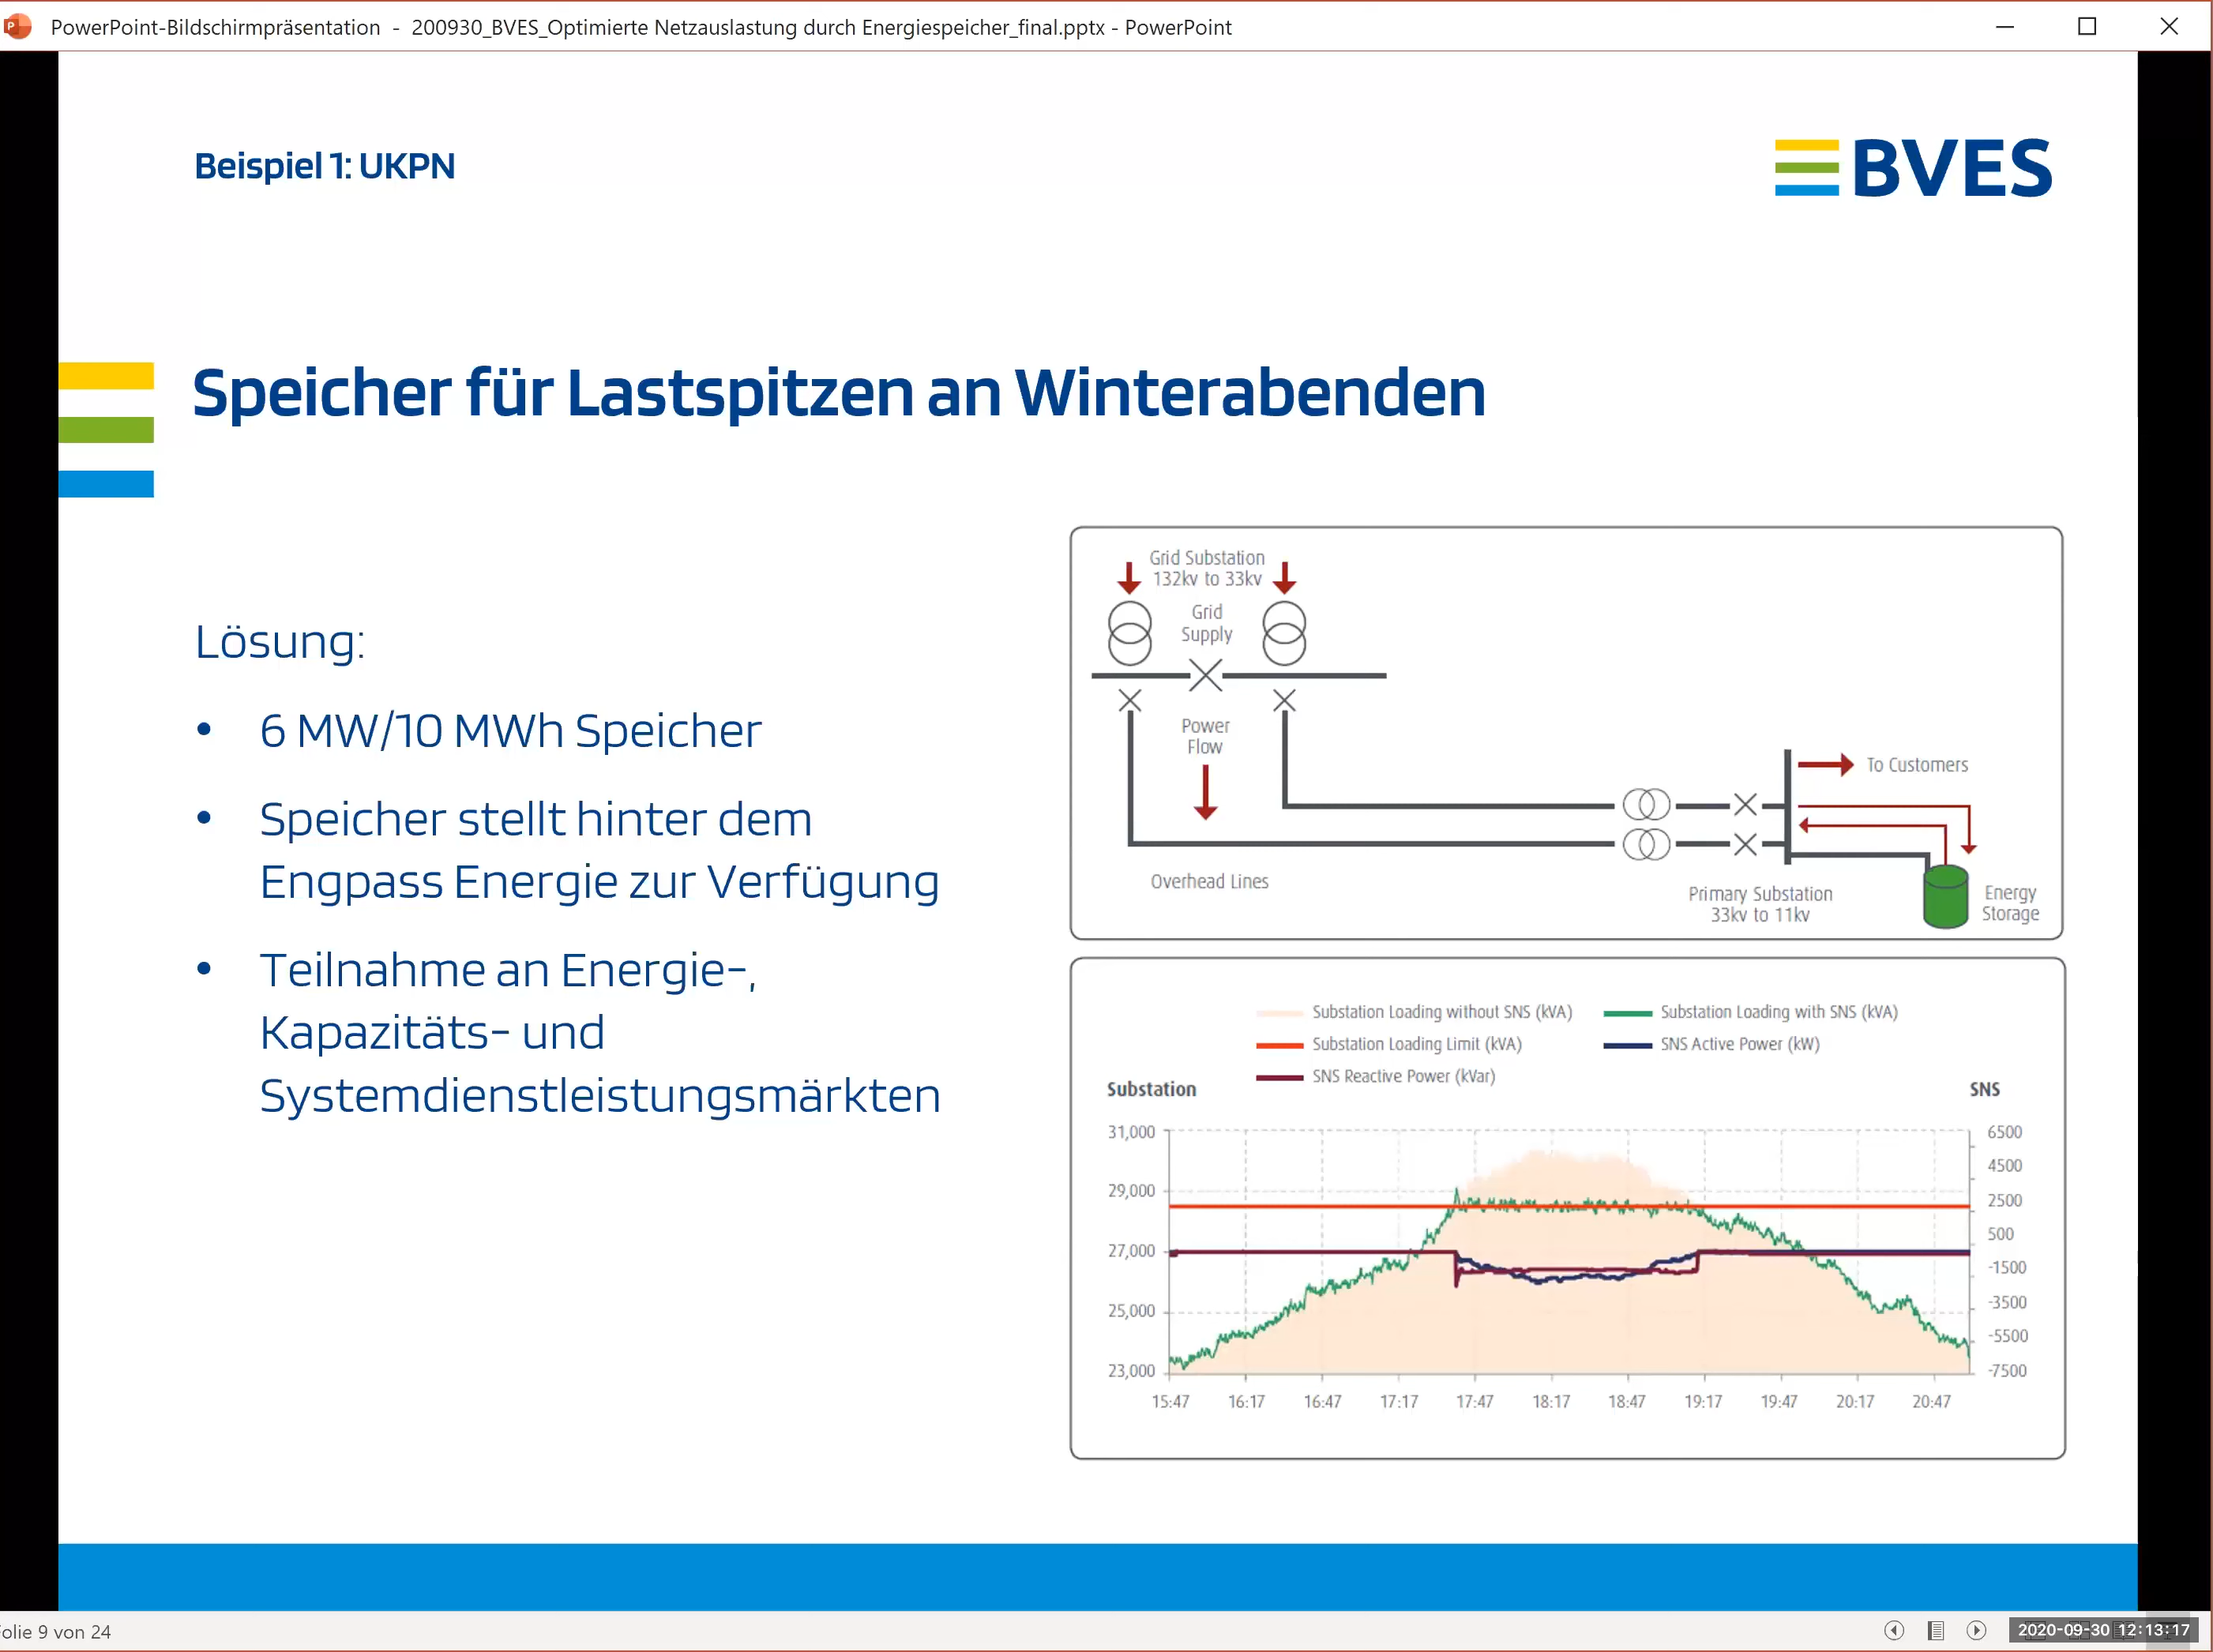 PowerPoint-Bildschirmpräsentation - 200930_BVES_Optimierte Netzauslastung durch Energiespeicher_final.pptx - PowerPoint
Beispiel 1: UKPN
BVES
Speicher für Lastspitzen an Winterabenden
Lösung:
• 6 MW/10 MWh Speicher
• Speicher stellt hinter dem
Engpass Energie zur Verfügung
• Teilnahme an Energie-,
Kapazitäts- und
Systemdienstleistungsmärkten
Grid Substation
132kv to 33kv
Grid
Supply
Power
Flow
To Customers
Overhead Lines
Primary Substation
33kv to 11kv
Energy
Storage
Substation Loading without SNS (kVA)
Substation Loading with SNS (kVA)
Substation Loading Limit (kVA)
SNS Active Power (kW)
SNS Reactive Power (kVar)
Substation
SNS
31,000
29,000
27,000
25,000
23,000
6500
4500
2500
500
-1500
-3500
-5500
-7500
15:47 16:17 16:47 17:17 17:47 18:17 18:47 19:17 19:47 20:17 20:47
olie 9 von 24
2020-09-30 12:13:17